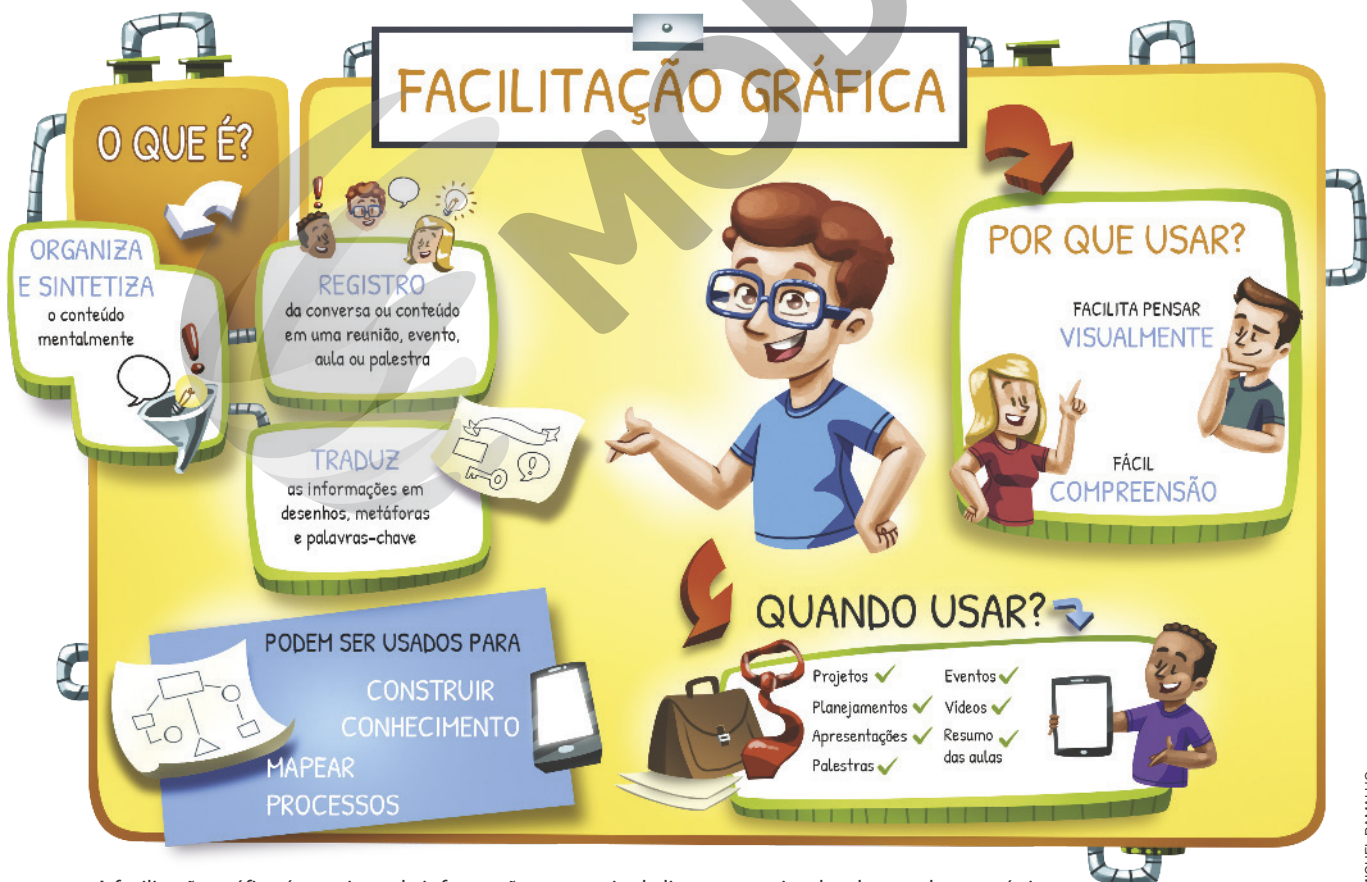 FACILITAÇÃO GRÁFICA
O QUE É?
ORGANIZA
E SINTETIZA
o conteúdo
mentalmente
REGISTRO
da conversa ou conteúdo
em uma reunião, evento,
aula ou palestra
TRADUZ
as informações em
desenhos, metáforas
e palavras-chave
POR QUE USAR?
FACILITA PENSAR
VISUALMENTE
FÁCIL
COMPREENSÃO
PODEM SER USADOS PARA
CONSTRUIR
CONHECIMENTO
MAPEAR
PROCESSOS
QUANDO USAR?
Projetos
Planejamentos
Apresentações
Palestras
Eventos
Vídeos
Resumo
das aulas